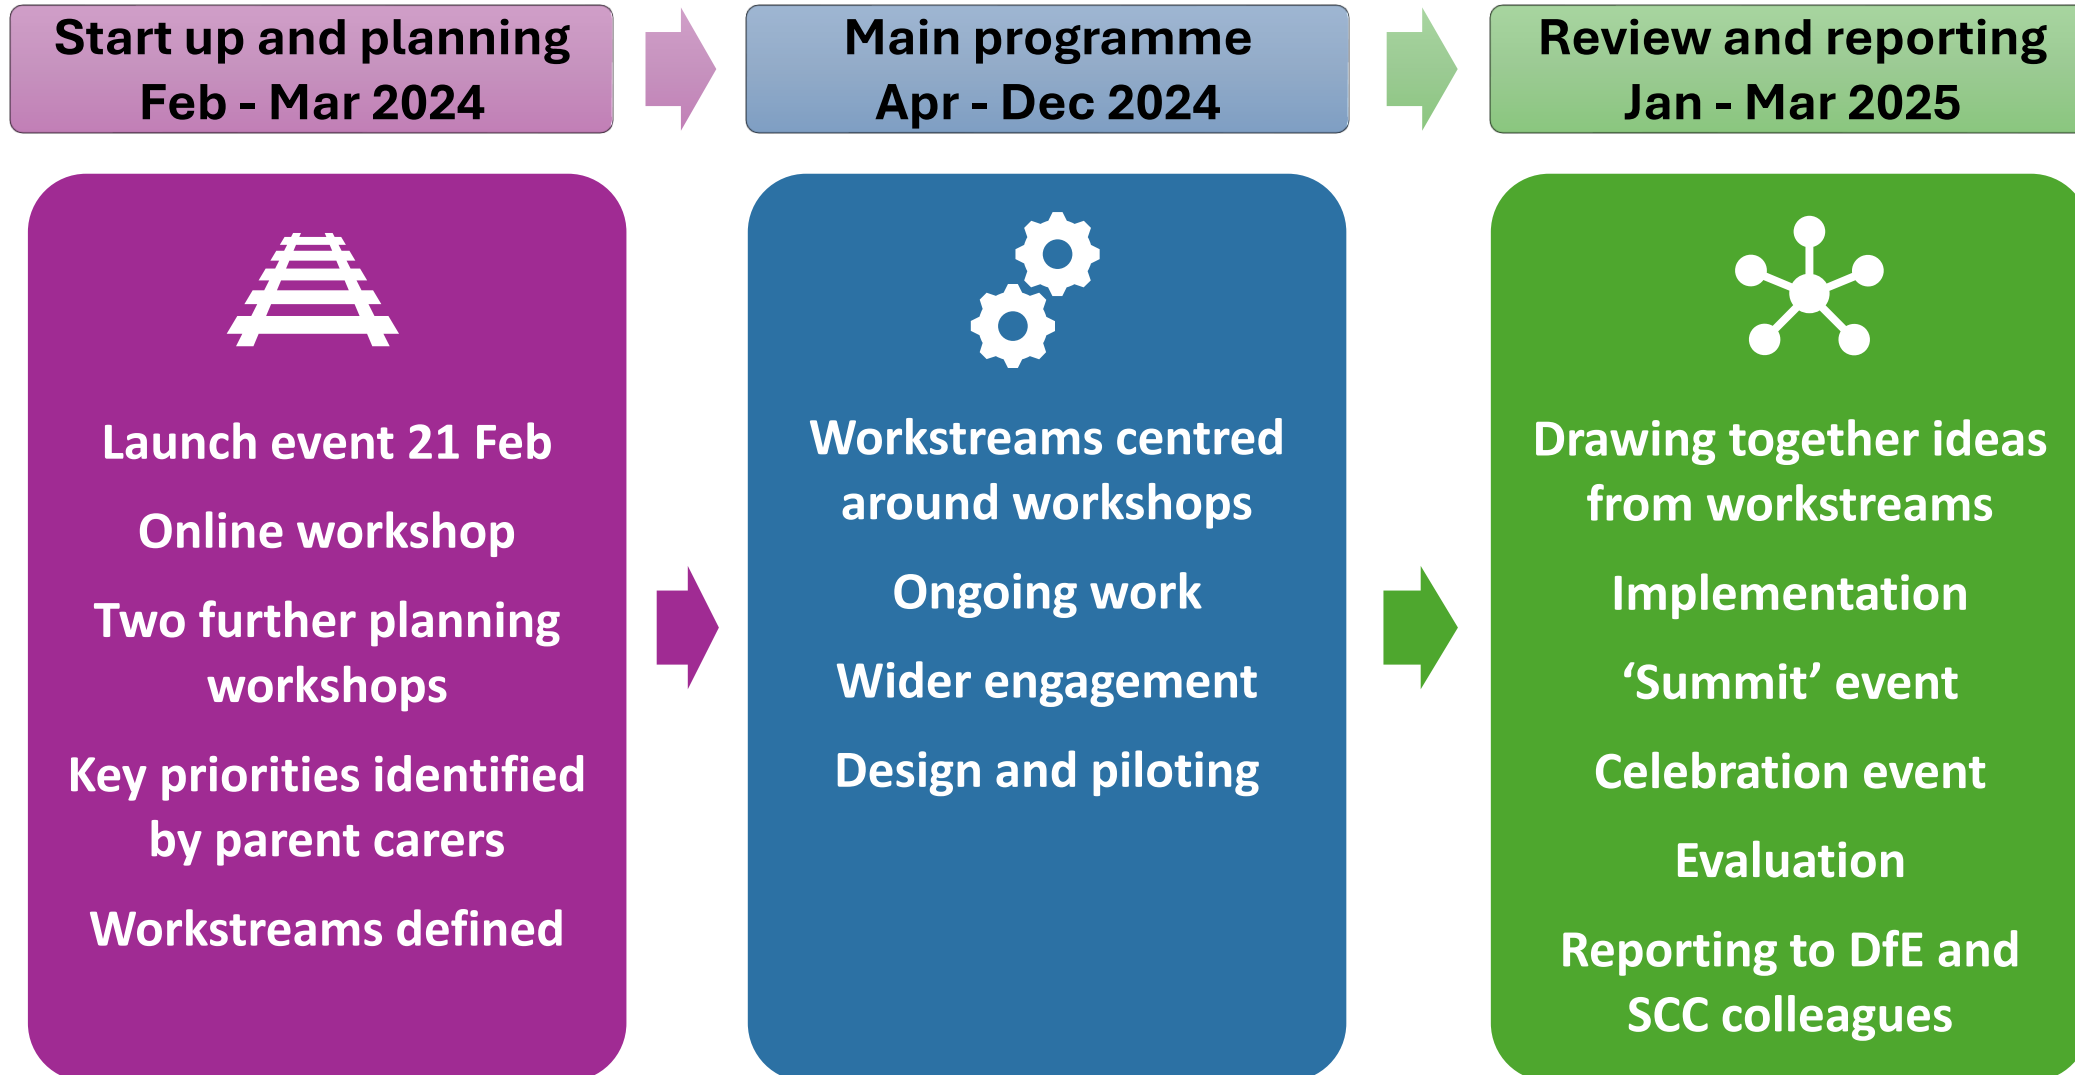 Start up and planning
Feb - Mar 2024
Main programme
Apr - Dec 2024
Review and reporting
Jan - Mar 2025
Launch event 21 Feb
Online workshop
Two further planning
workshops
Key priorities identified
by parent carers
Workstreams defined
Workstreams centred
around workshops
Ongoing work
Wider engagement
Design and piloting
Drawing together ideas
from workstreams
Implementation
‘Summit’ event
Celebration event
Evaluation
Reporting to DfE and
SCC colleagues